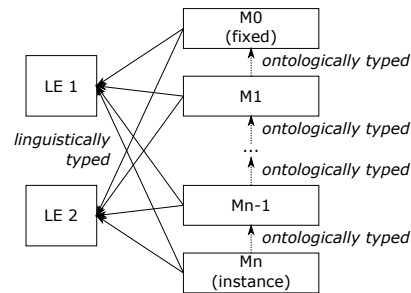 M0
(fixed)
ontologically typed
LE 1
M1
ontologically typed
linguistically
typed
...
ontologically typed
LE 2
Mn-1
ontologically typed
Mn
(instance)